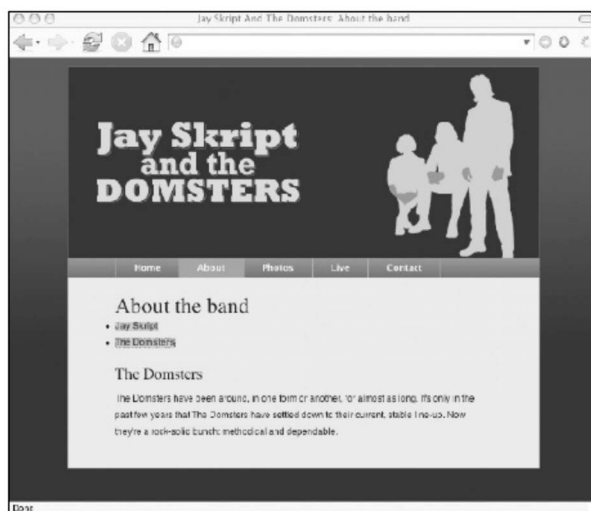 Jay Skript And The Domsters: About the band
Jay Skript
and the
DOMSTERS
Home About Photos Live Contact
About the band
Jay Skript
The Domsters
The Domsters
The Domsters have been around, in one form or another, for almost as long. It's only in the
past few years that The Domsters have settled down to their current, stable line-up. Now
they're a rock-solid bunch: methodical and dependable.
Done